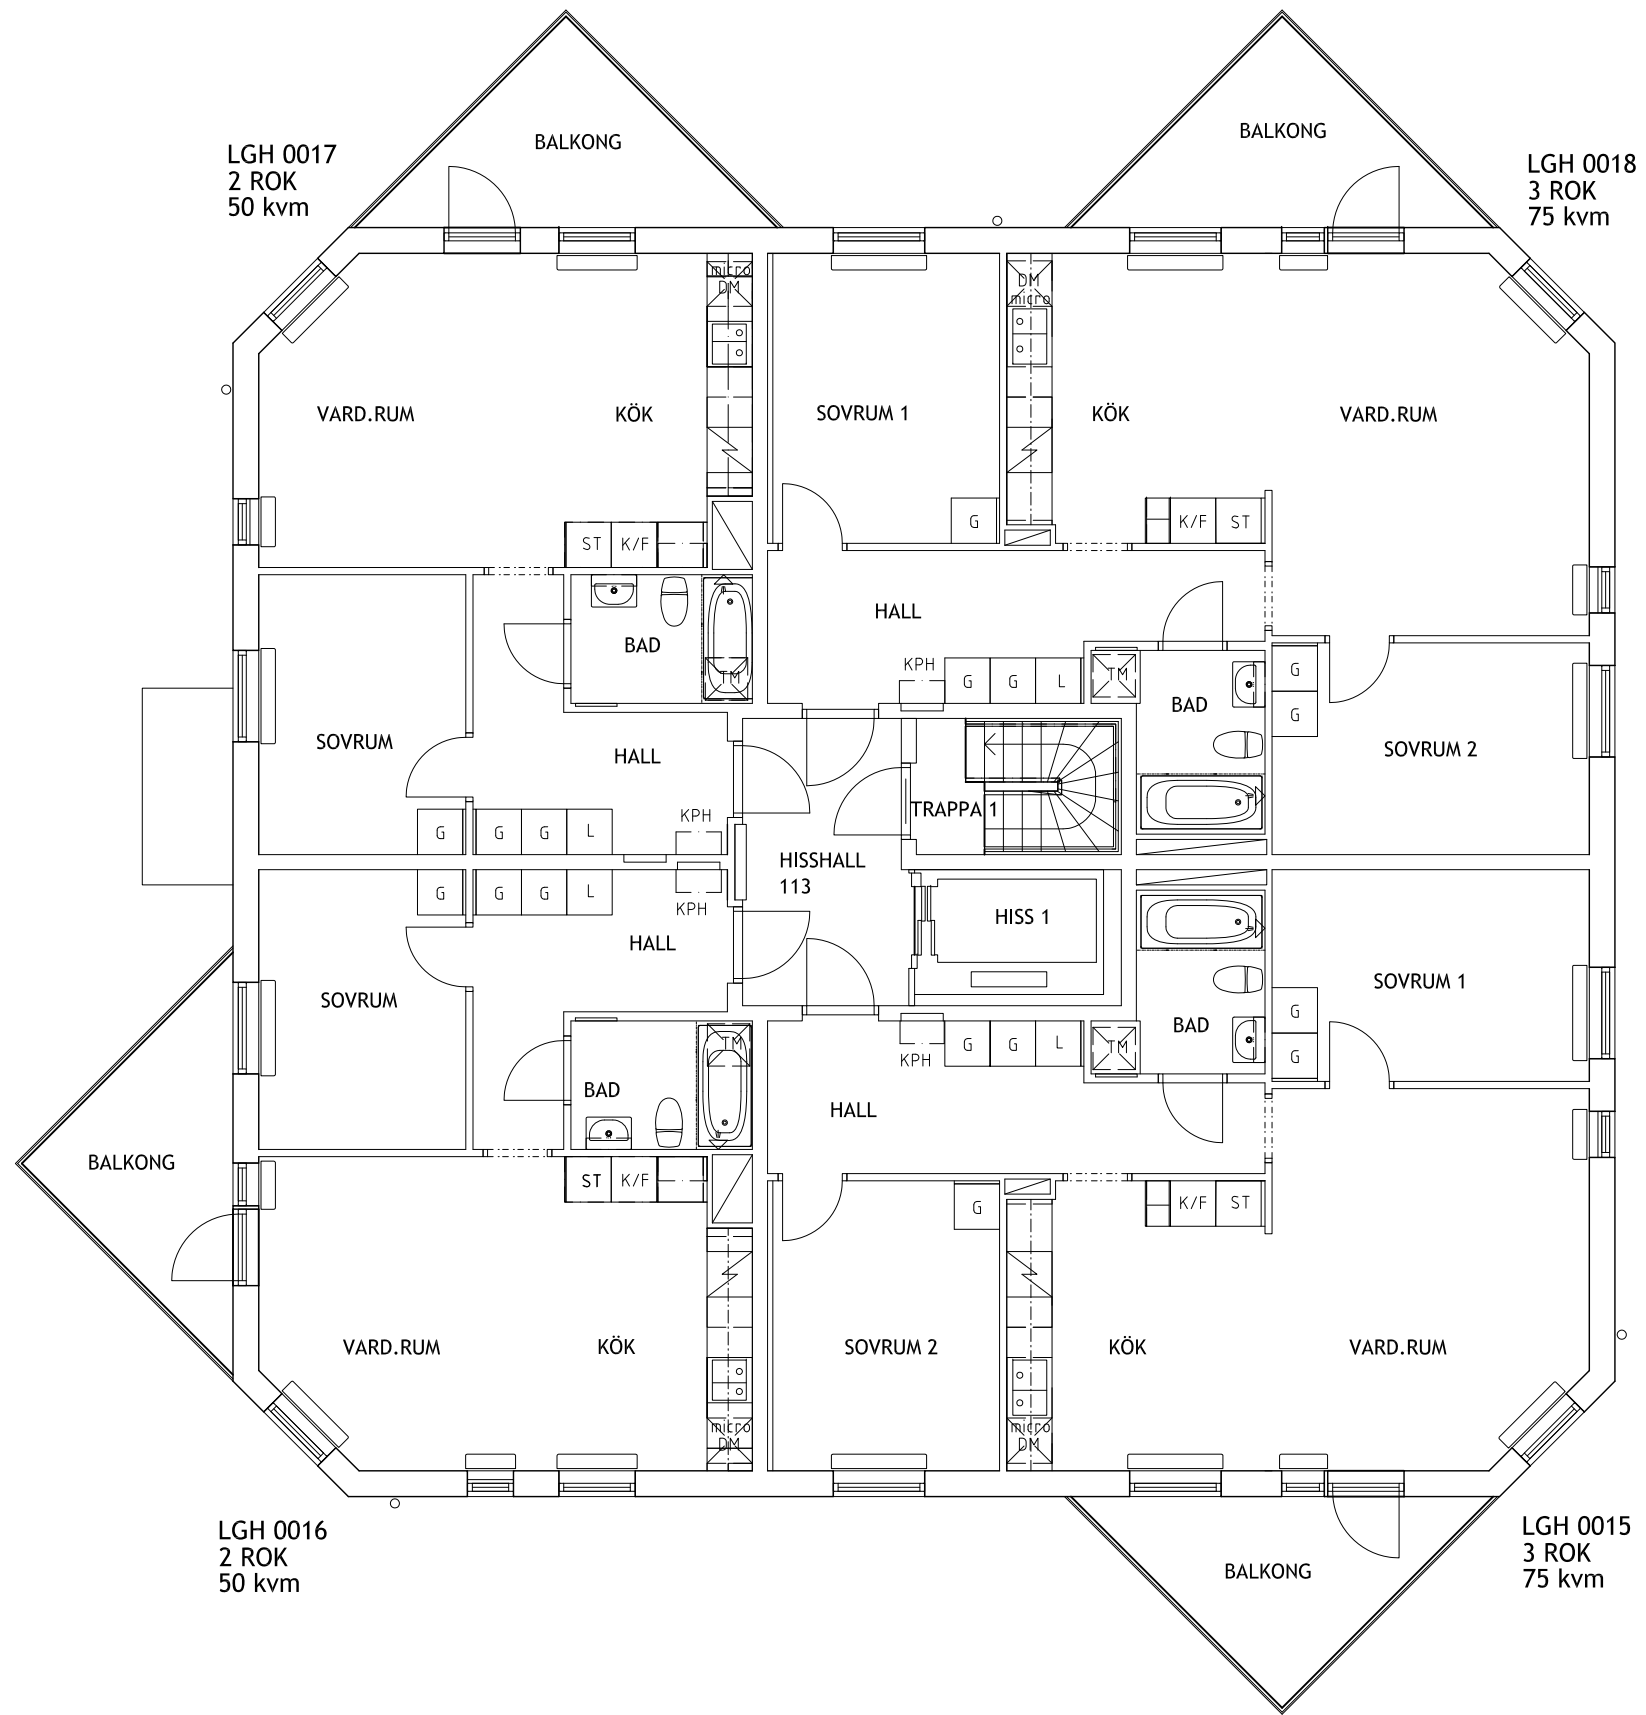 BALKONG
BALKONG
LGH 0017
2 ROK
50 kvm
LGH 0018
3 ROK
75 kvm
micro
DM
DM
micro
VARD.RUM
KÖK
SOVRUM 1
KÖK
VARD.RUM
G
K/F
ST
ST
K/F
HALL
BAD
KPH
G
G
L
TM
TM
BAD
G
G
SOVRUM
HALL
SOVRUM 2
KPH
TRAPPA 1
G
G
G
L
HISSHALL
113
G
G
G
L
KPH
HISS 1
HALL
SOVRUM
SOVRUM 1
G
G
BAD
TM
KPH
G
G
L
TM
BAD
HALL
BALKONG
ST
K/F
G
K/F
ST
VARD.RUM
KÖK
SOVRUM 2
KÖK
VARD.RUM
micro
DM
micro
DM
LGH 0016
2 ROK
50 kvm
LGH 0015
3 ROK
75 kvm
BALKONG